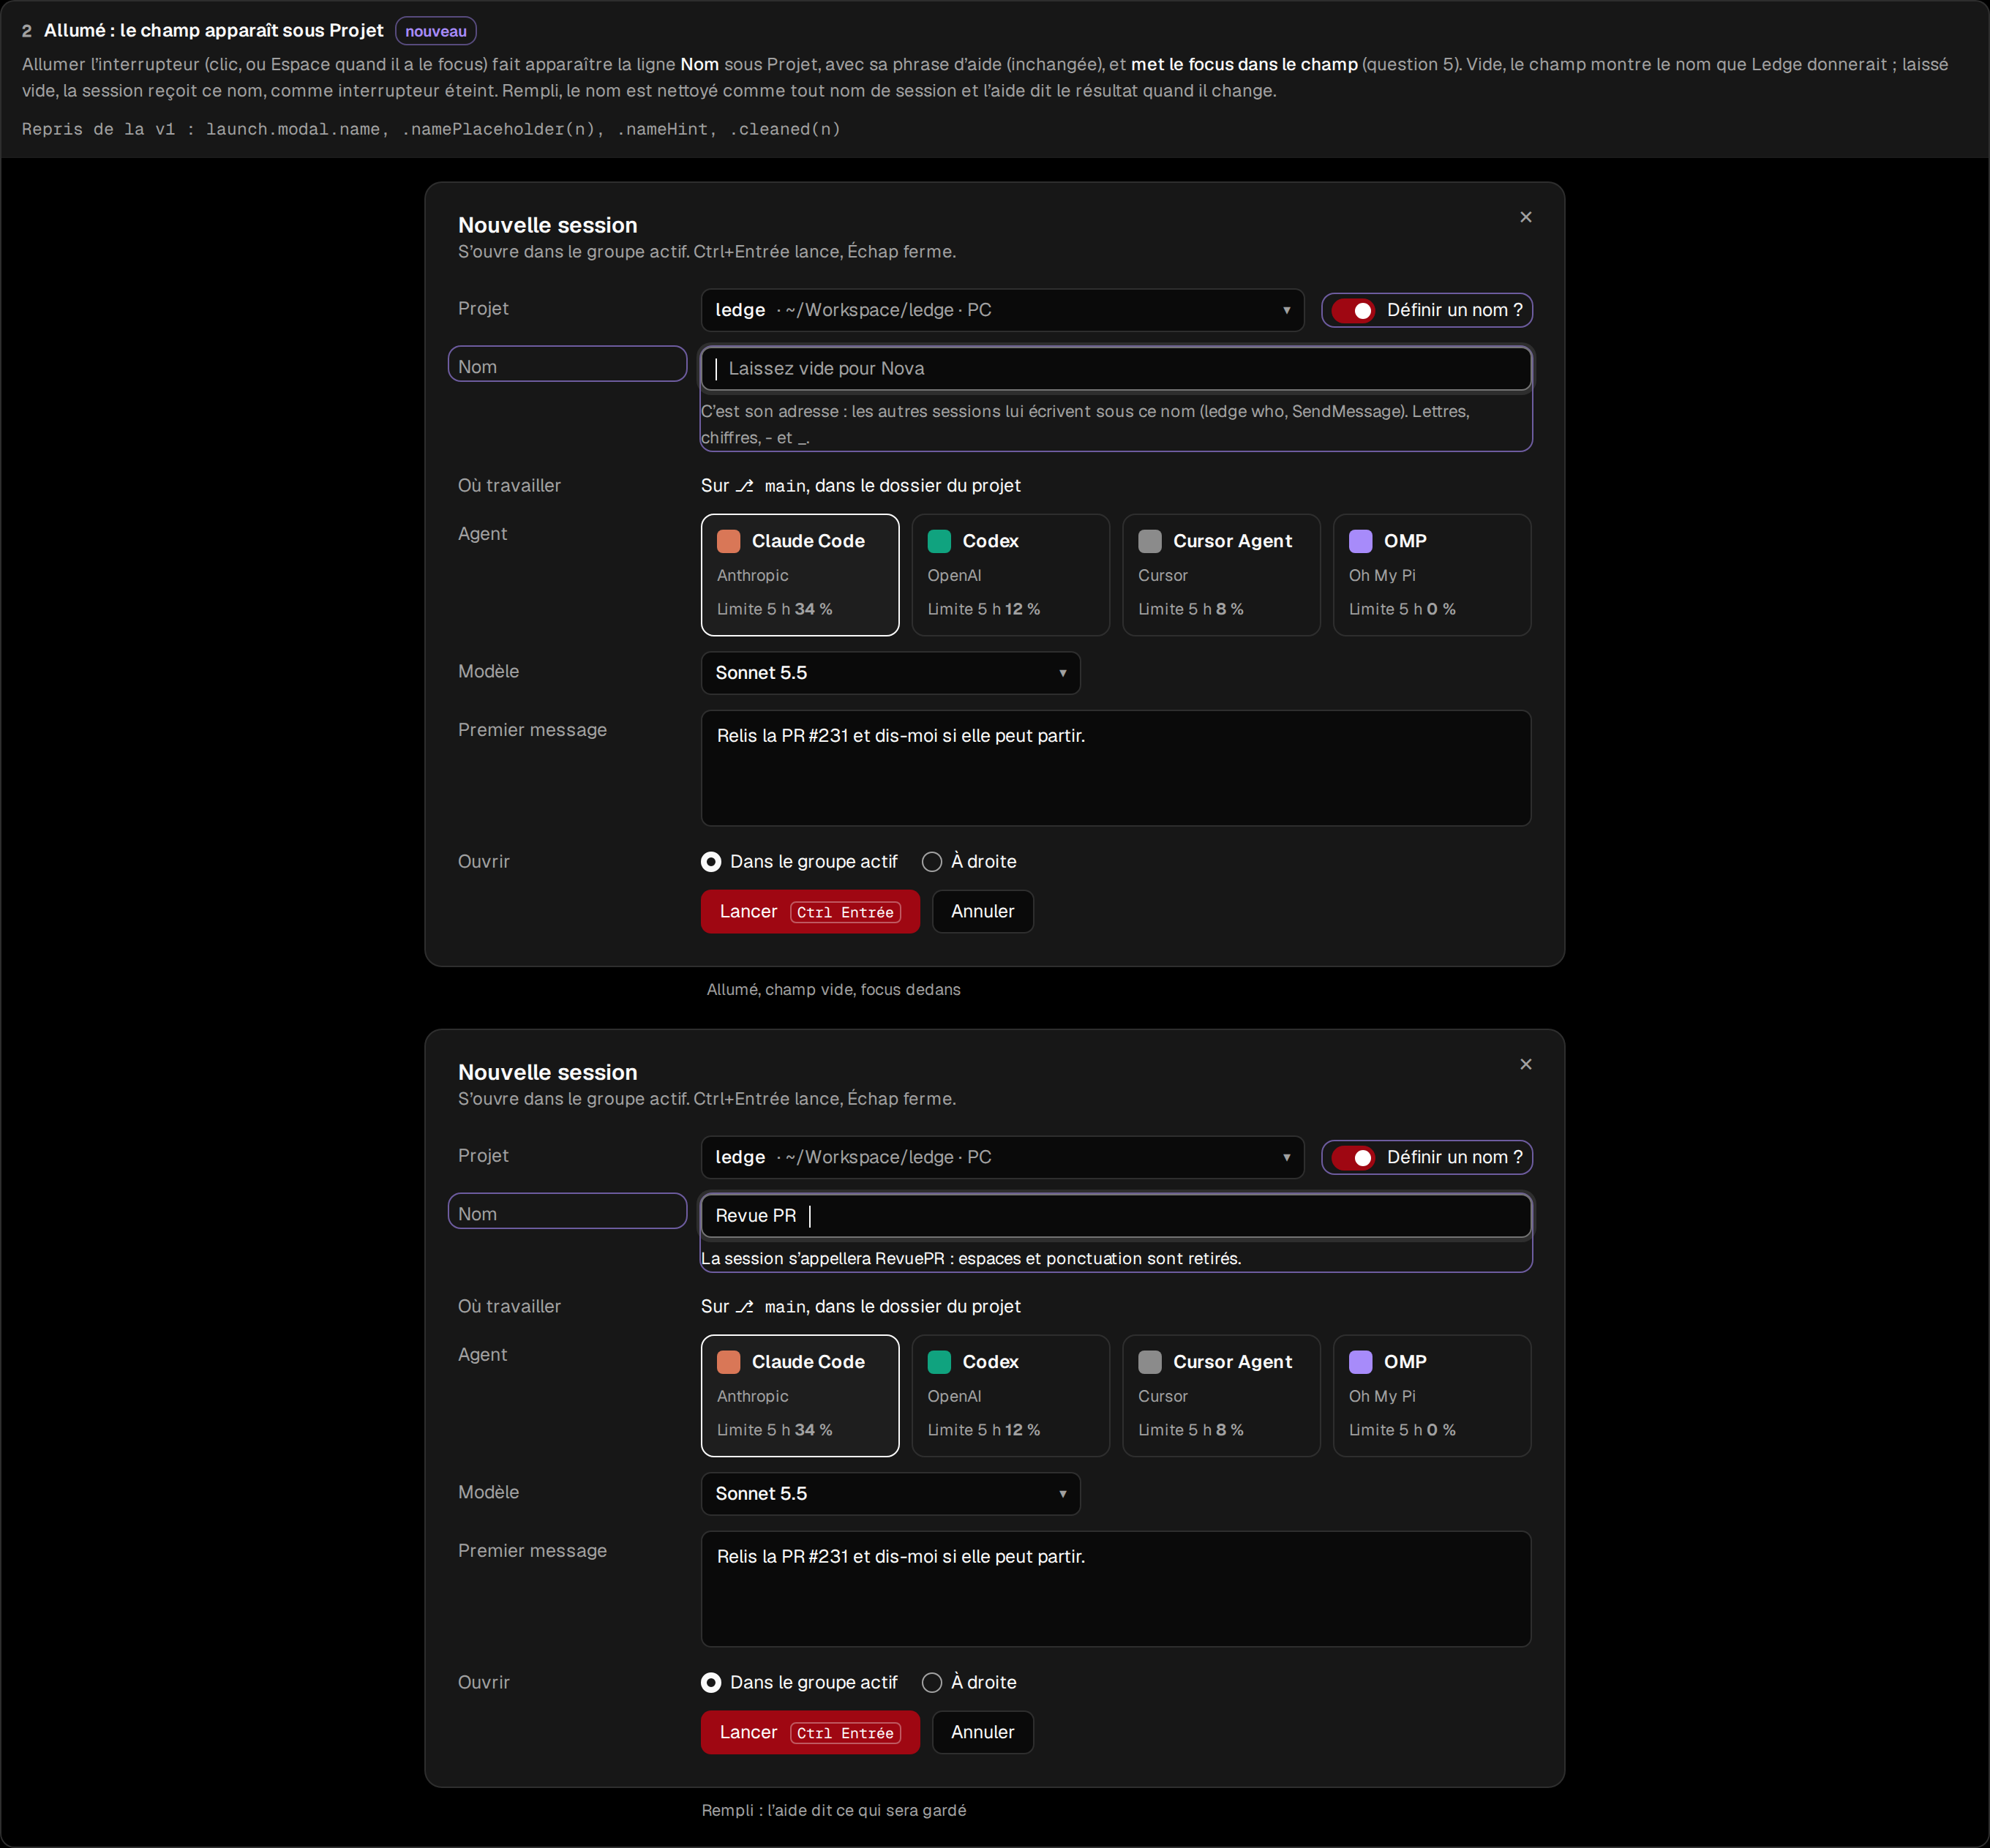 2 Allumé : le champ apparaît sous Projet nouveau
Allumer l’interrupteur (clic, ou Espace quand il a le focus) fait apparaître la ligne Nom sous Projet, avec sa phrase d’aide (inchangée), et met le focus dans le champ (question 5). Vide, le champ montre le nom que Ledge donnerait ; laissé
vide, la session reçoit ce nom, comme interrupteur éteint. Rempli, le nom est nettoyé comme tout nom de session et l’aide dit le résultat quand il change.
Repris de la v1 : launch.modal.name, .namePlaceholder(n), .nameHint, .cleaned(n)
Nouvelle session ×
S’ouvre dans le groupe actif. Ctrl+Entrée lance, Échap ferme.
Projet ledge · ~/Workspace/ledge · PC ▾ Définir un nom ?
Nom Laissez vide pour Nova
C’est son adresse : les autres sessions lui écrivent sous ce nom (ledge who, SendMessage). Lettres,
chiffres, - et _.
Où travailler Sur ⎇ main, dans le dossier du projet
Agent Claude Code Codex Cursor Agent OMP
Anthropic OpenAI Cursor Oh My Pi
Limite 5 h 34 % Limite 5 h 12 % Limite 5 h 8 % Limite 5 h 0 %
Modèle Sonnet 5.5 ▾
Premier message Relis la PR #231 et dis-moi si elle peut partir.
Ouvrir Dans le groupe actif À droite
Lancer Ctrl Entrée Annuler
Allumé, champ vide, focus dedans
Nouvelle session ×
S’ouvre dans le groupe actif. Ctrl+Entrée lance, Échap ferme.
Projet ledge · ~/Workspace/ledge · PC ▾ Définir un nom ?
Nom Revue PR
La session s’appellera RevuePR : espaces et ponctuation sont retirés.
Où travailler Sur ⎇ main, dans le dossier du projet
Agent Claude Code Codex Cursor Agent OMP
Anthropic OpenAI Cursor Oh My Pi
Limite 5 h 34 % Limite 5 h 12 % Limite 5 h 8 % Limite 5 h 0 %
Modèle Sonnet 5.5 ▾
Premier message Relis la PR #231 et dis-moi si elle peut partir.
Ouvrir Dans le groupe actif À droite
Lancer Ctrl Entrée Annuler
Rempli : l’aide dit ce qui sera gardé